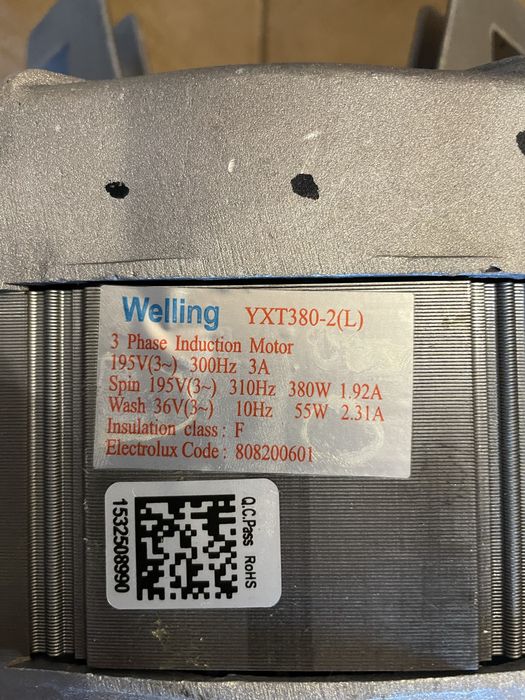 Welling YXT380-2(L)
3 Phase Induction Motor
195V(3~) 300Hz 3A
Spin 195V(3~) 310Hz 380W 1.92A
Wash 36V(3~) 10Hz 55W 2.31A
Insulation class : F
Electrolux Code : 808200601
Q.C.Pass RoHS
1532508990